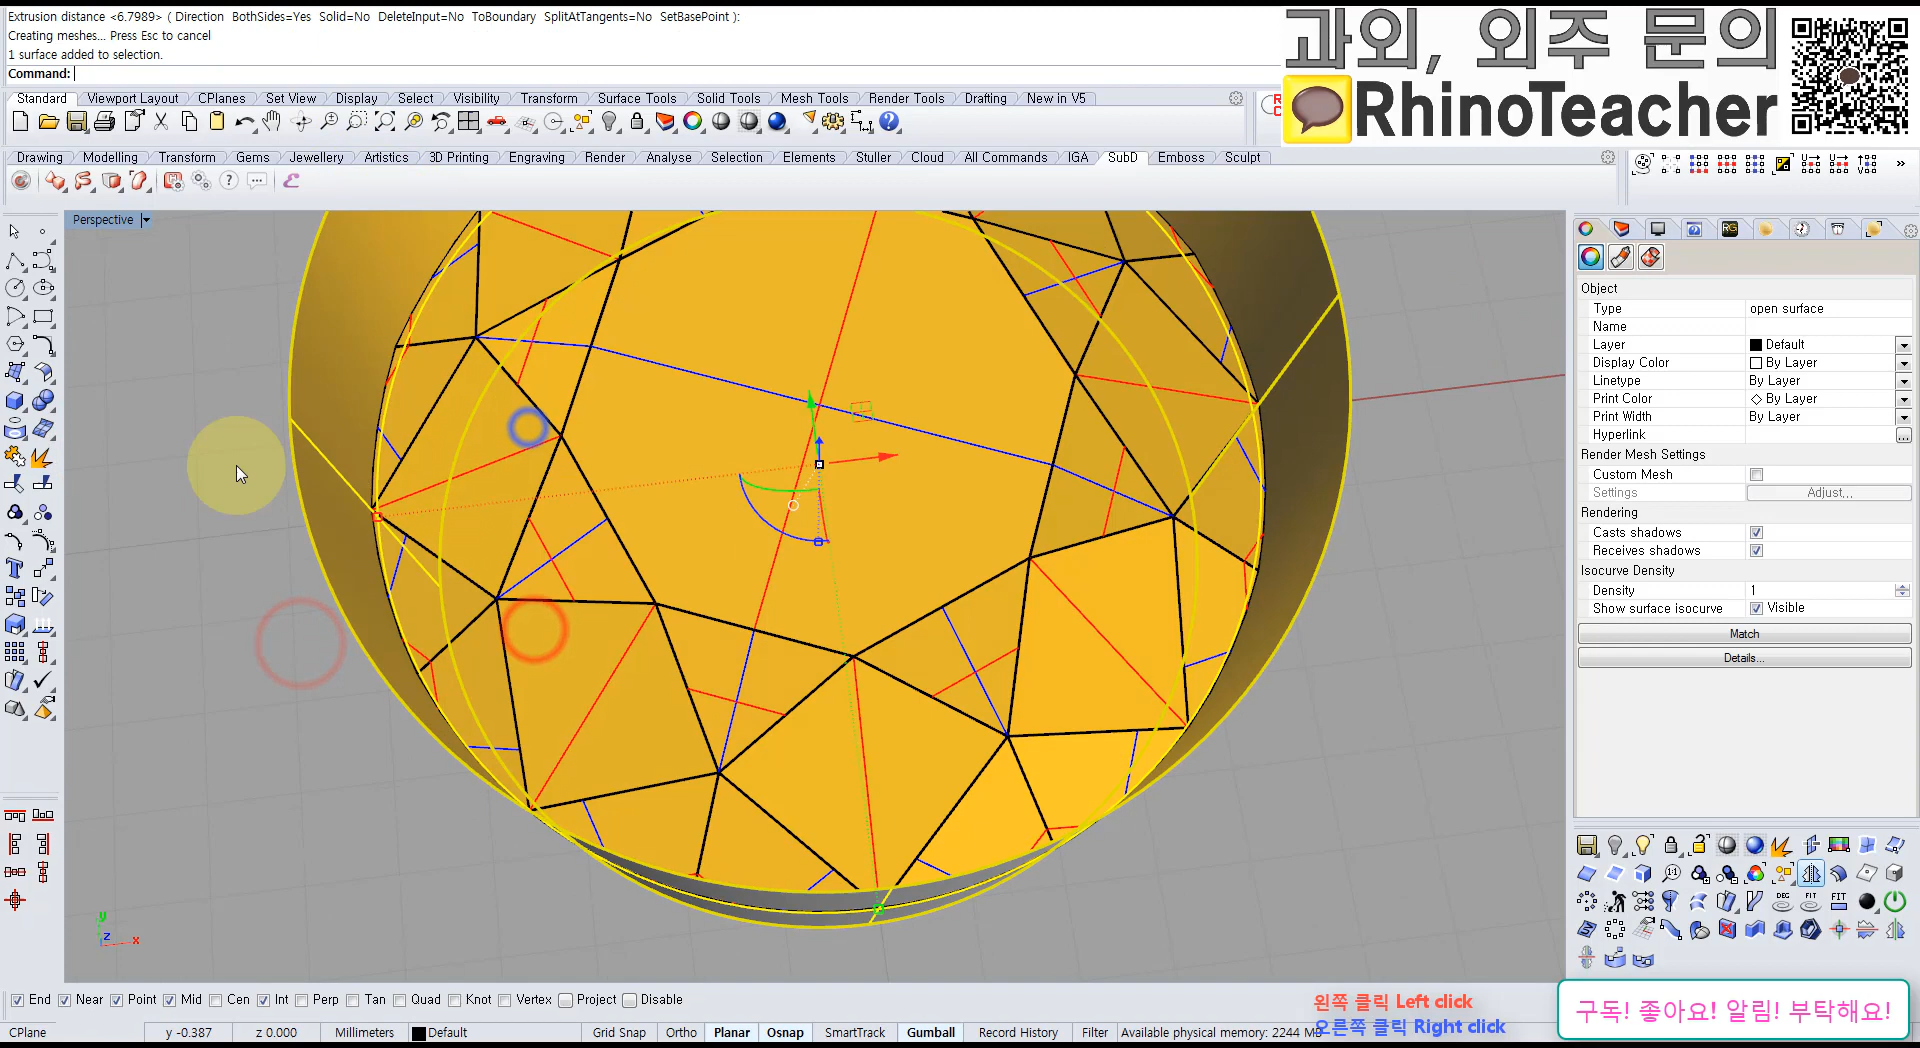 Extrusion distance <6.7989> ( Direction BothSides=Yes Solid=No DeleteInput=No ToBoundary SplitAtTangents=No SetBasePoint ):
Creating meshes... Press Esc to cancel
1 surface added to selection.
Command:
과외, 외주 문의
RhinoTeacher
Standard Viewport Layout CPlanes Set View Display Select Visibility Transform Surface Tools Solid Tools Mesh Tools Render Tools Drafting New in V5
Drawing Modelling Transform Gems Jewellery Artistics 3D Printing Engraving Render Analyse Selection Elements Stuller Cloud All Commands IGA SubD Emboss Sculpt
Perspective
Object
Type open surface
Name
Layer Default
Display Color By Layer
Linetype By Layer
Print Color By Layer
Print Width By Layer
Hyperlink
Render Mesh Settings
Custom Mesh
Settings Adjust...
Rendering
Casts shadows
Receives shadows
Isocurve Density
Density 1
Show surface isocurve Visible
Match
Details...
y
z x
End Near Point Mid Cen Int Perp Tan Quad Knot Vertex Project Disable
왼쪽 클릭 Left click
오른쪽 클릭 Right click
구독! 좋아요! 알림! 부탁해요!
CPlane y -0.387 z 0.000 Millimeters Default Grid Snap Ortho Planar Osnap SmartTrack Gumball Record History Filter Available physical memory: 2244 MB